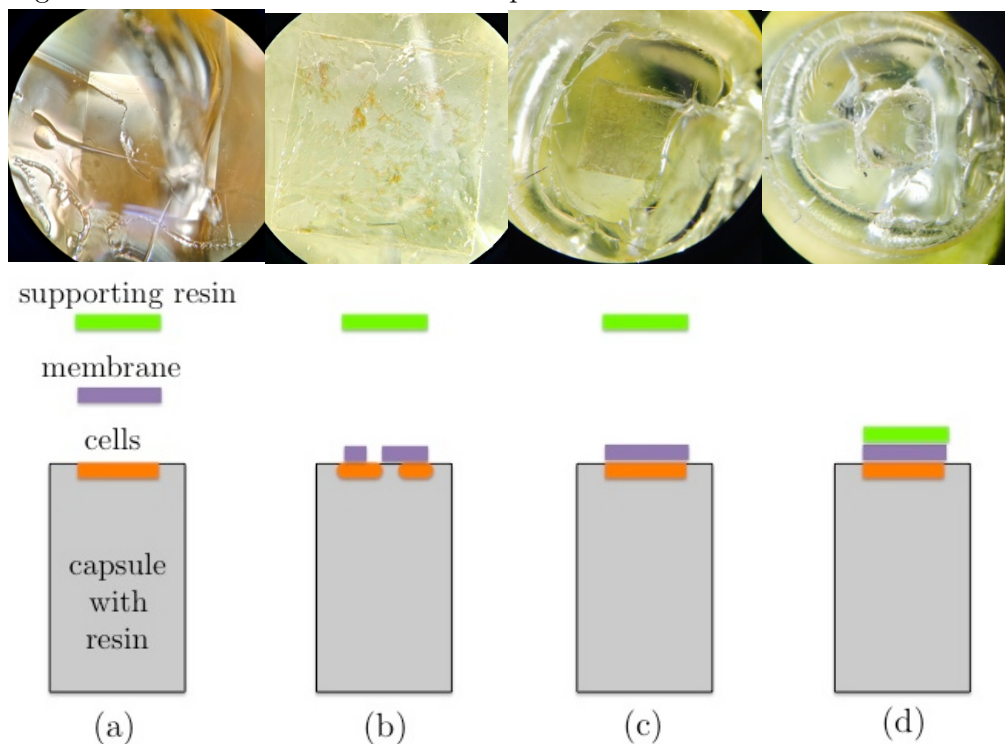 supporting resin
membrane
cells
capsule
with
resin
(a) (b) (c) (d)